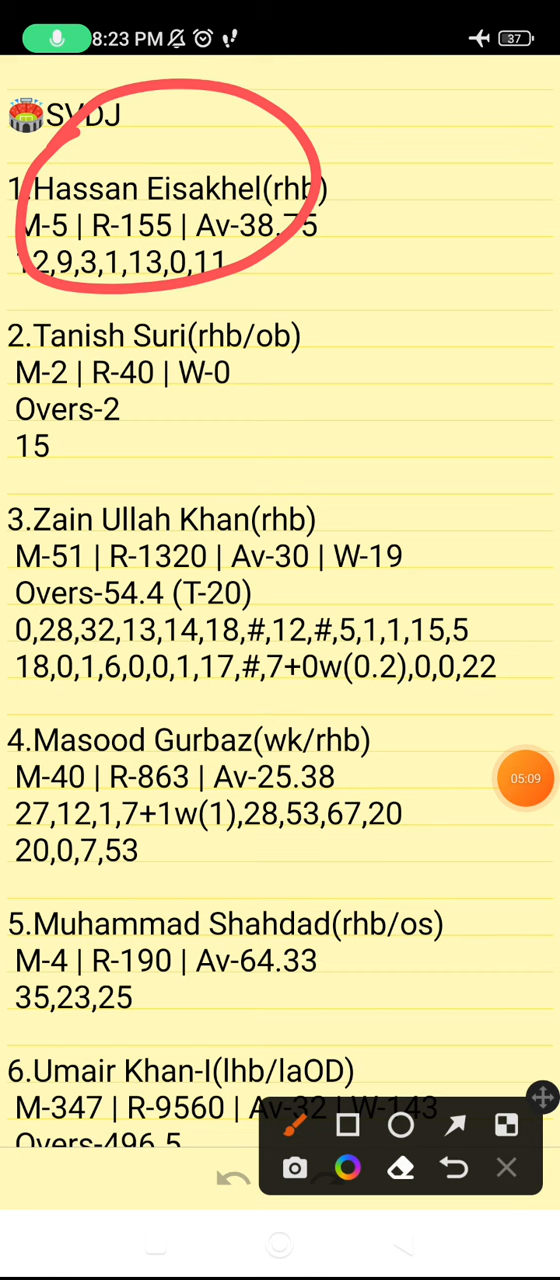 8:23 PM
37
SVDJ
1.Hassan Eisakhel(rhb)
M-5 | R-155 | Av-38.75
12,9,3,1,13,0,11
2.Tanish Suri(rhb/ob)
M-2 | R-40 | W-0
Overs-2
15
3.Zain Ullah Khan(rhb)
M-51 | R-1320 | Av-30 | W-19
Overs-54.4 (T-20)
0,28,32,13,14,18,#,12,#,5,1,1,15,5
18,0,1,6,0,0,1,17,#,7+0w(0.2),0,0,22
4.Masood Gurbaz(wk/rhb)
M-40 | R-863 | Av-25.38
05:09
27,12,1,7+1w(1),28,53,67,20
20,0,7,53
5.Muhammad Shahdad(rhb/os)
M-4 | R-190 | Av-64.33
35,23,25
6.Umair Khan-I(lhb/laOD)
M-347 | R-9560 | Av-32 | W-143
Overs-496.5